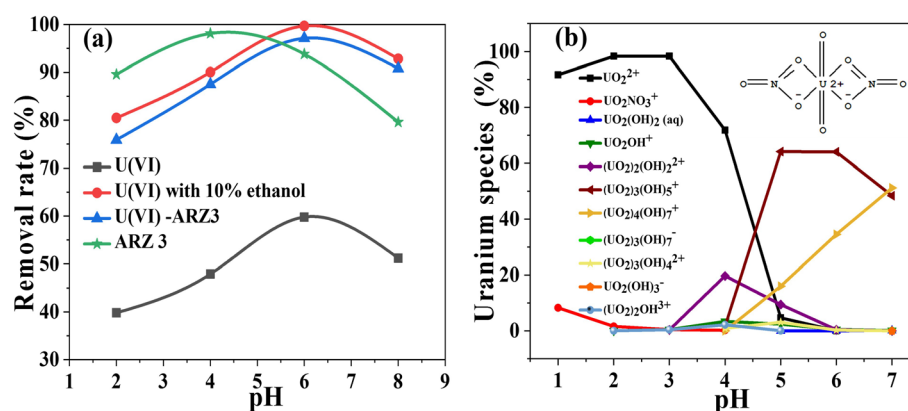 (a)
Removal rate (%)
100
90
80
70
60
50
40
30
U(VI)
U(VI) with 10% ethanol
U(VI) -ARZ3
ARZ 3
1 2 3 4 5 6 7 8 9
pH
(b)
Uranium species (%)
100
80
60
40
20
0
UO₂²⁺
UO₂NO₃⁺
UO₂(OH)₂ (aq)
UO₂OH⁺
(UO₂)₂(OH)₂²⁺
(UO₂)₃(OH)₅⁺
(UO₂)₄(OH)₇⁺
(UO₂)₃(OH)₇⁻
(UO₂)₃(OH)₄²⁺
UO₂(OH)₃⁻
(UO₂)₂OH³⁺
O
O O
O N U 2+ N O
O O⁻
O
1 2 3 4 5 6 7
pH